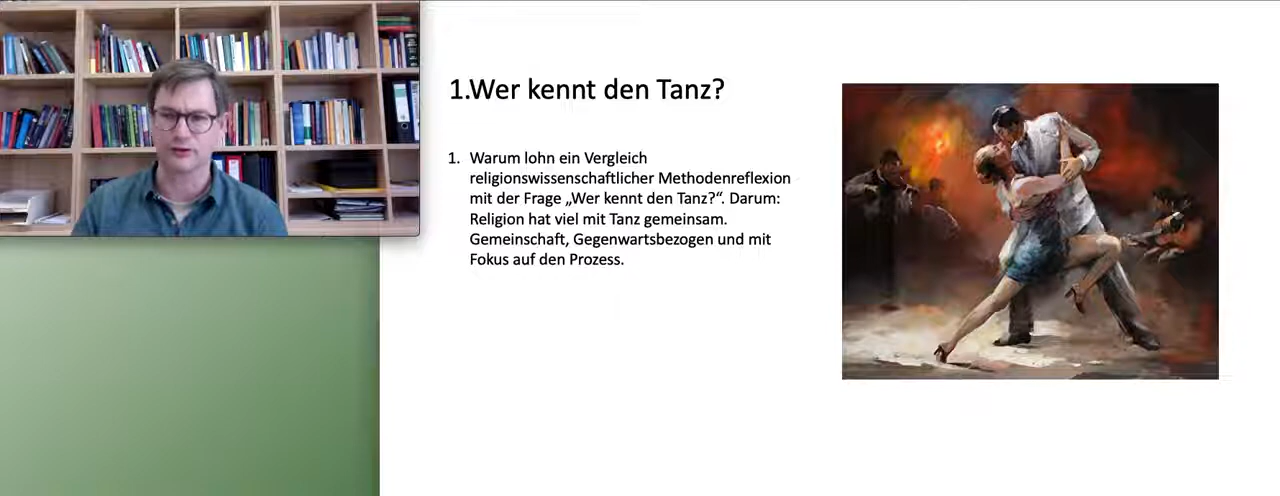 1.Wer kennt den Tanz?
1. Warum lohn ein Vergleich
religionswissenschaftlicher Methodenreflexion
mit der Frage „Wer kennt den Tanz?“. Darum:
Religion hat viel mit Tanz gemeinsam.
Gemeinschaft, Gegenwartsbezogen und mit
Fokus auf den Prozess.